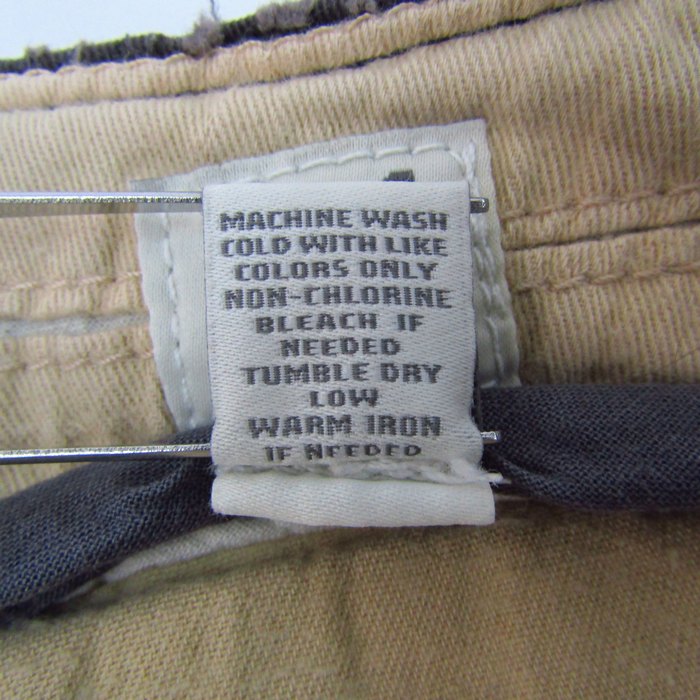 MACHINE WASH
COLD WITH LIKE
COLORS ONLY
NON-CHLORINE
BLEACH IF
NEEDED
TUMBLE DRY
LOW
WARM IRON
IF NEEDED